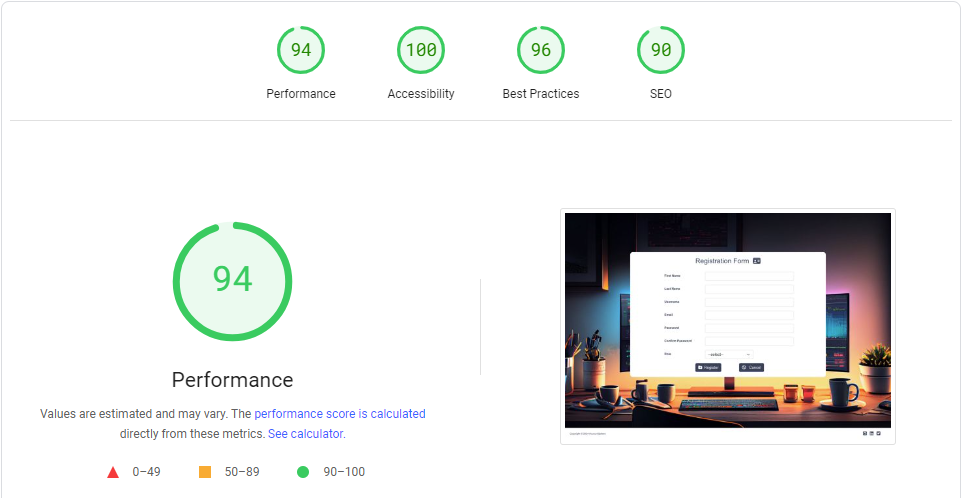 94 100 96 90
Performance Accessibility Best Practices SEO
94
Performance
Values are estimated and may vary. The performance score is calculated
directly from these metrics. See calculator.
0–49 50–89 90–100
Registration Form
First Name
Last Name
Username
Email
Password
Confirm Password
- select -
Register Cancel